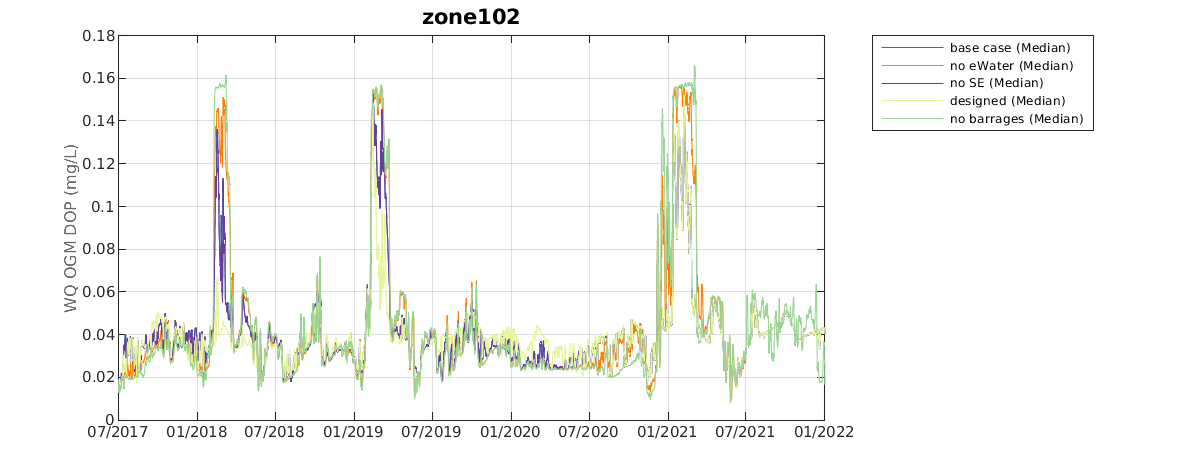 zone102
WQ OGM DOP (mg/L)
0.18
0.16
0.14
0.12
0.1
0.08
0.06
0.04
0.02
0
07/2017 01/2018 07/2018 01/2019 07/2019 01/2020 07/2020 01/2021 07/2021 01/2022
base case (Median)
no eWater (Median)
no SE (Median)
designed (Median)
no barrages (Median)